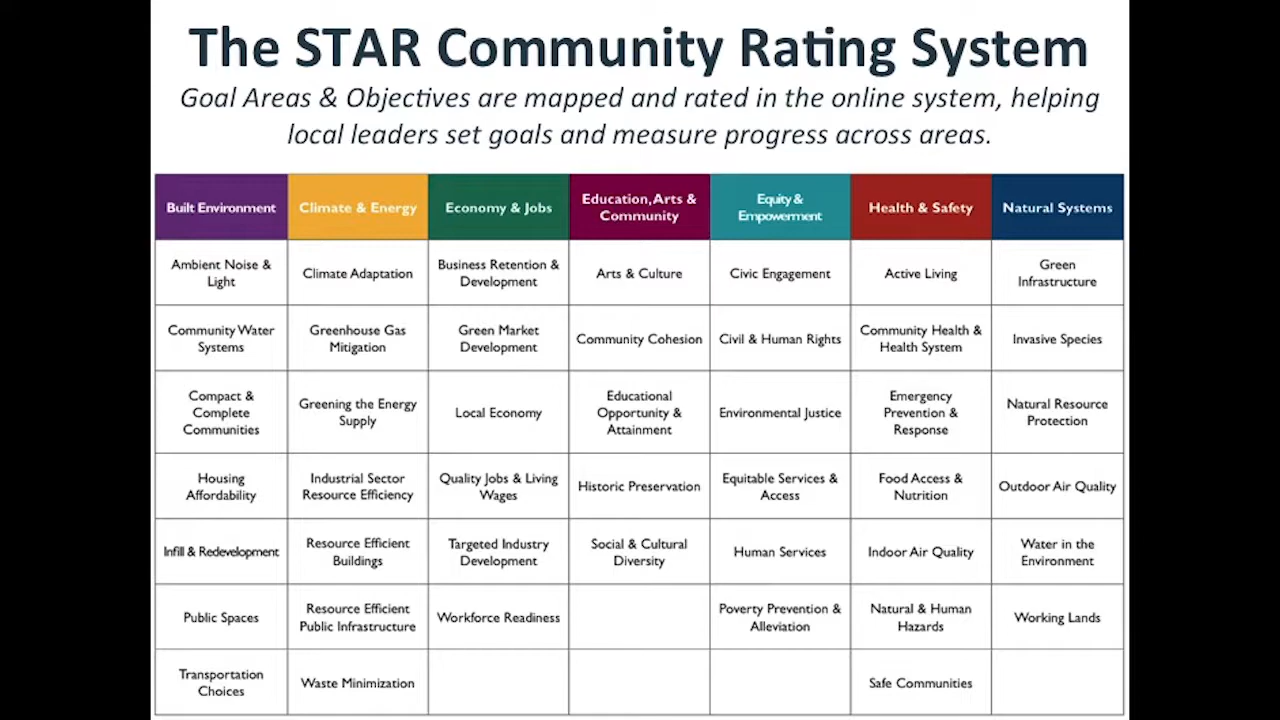 The STAR Community Rating System
Goal Areas & Objectives are mapped and rated in the online system, helping
local leaders set goals and measure progress across areas.
Built Environment
Climate & Energy
Economy & Jobs
Education, Arts &
Community
Equity &
Empowerment
Health & Safety
Natural Systems
Ambient Noise &
Light
Climate Adaptation
Business Retention &
Development
Arts & Culture
Civic Engagement
Active Living
Green
Infrastructure
Community Water
Systems
Greenhouse Gas
Mitigation
Green Market
Development
Community Cohesion
Civil & Human Rights
Community Health &
Health System
Invasive Species
Compact &
Complete
Communities
Greening the Energy
Supply
Local Economy
Educational
Opportunity &
Attainment
Environmental Justice
Emergency
Prevention &
Response
Natural Resource
Protection
Housing
Affordability
Industrial Sector
Resource Efficiency
Quality Jobs & Living
Wages
Historic Preservation
Equitable Services &
Access
Food Access &
Nutrition
Outdoor Air Quality
Infill & Redevelopment
Resource Efficient
Buildings
Targeted Industry
Development
Social & Cultural
Diversity
Human Services
Indoor Air Quality
Water in the
Environment
Public Spaces
Resource Efficient
Public Infrastructure
Workforce Readiness
Poverty Prevention &
Alleviation
Natural & Human
Hazards
Working Lands
Transportation
Choices
Waste Minimization
Safe Communities